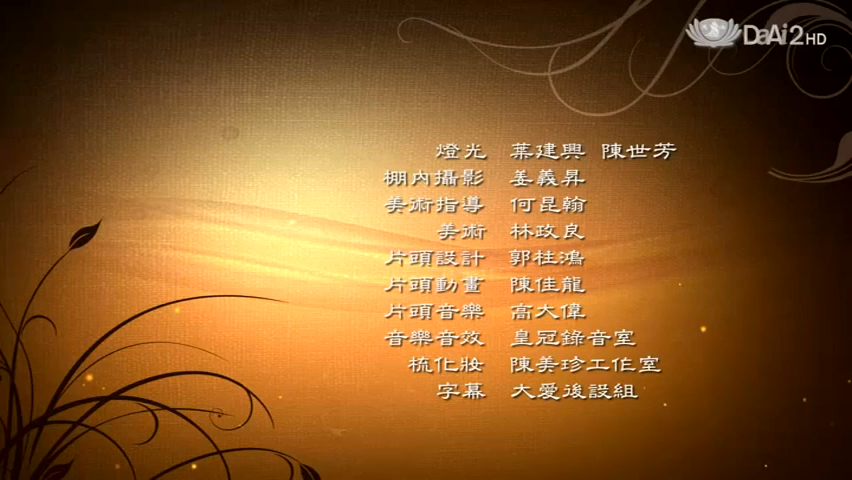 DaAi2HD
燈光 葉建興 陳世芳
棚內攝影 姜義昇
美術指導 何昆翰
美術 林政良
片頭設計 郭柱鴻
片頭動畫 陳佳龍
片頭音樂 高大偉
音樂音效 皇冠錄音室
梳化妝 陳美珍工作室
字幕 大愛後設組